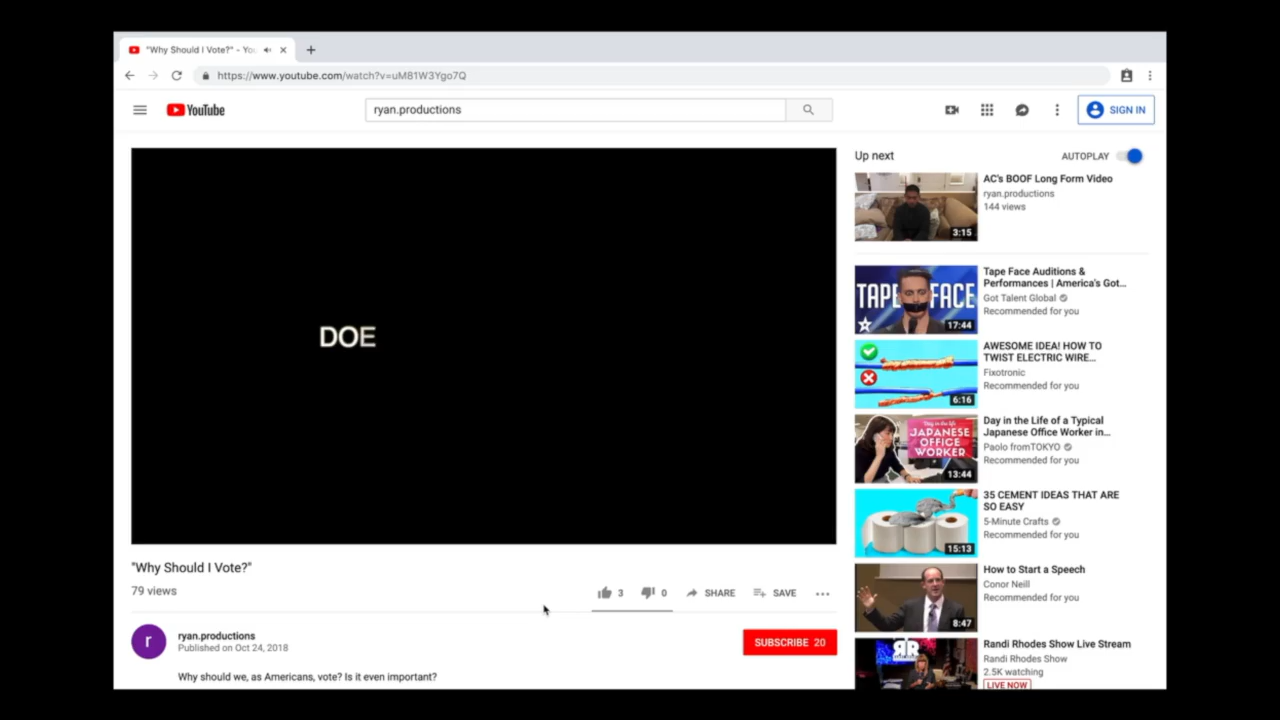 "Why Should I Vote?" - You
https://www.youtube.com/watch?v=uM81W3Ygo7Q
YouTube
ryan.productions
SIGN IN
DOE
"Why Should I Vote?"
79 views
3
0
SHARE
SAVE
r
ryan.productions
Published on Oct 24, 2018
SUBSCRIBE 20
Why should we, as Americans, vote? Is it even important?
Up next
AUTOPLAY
3:15
AC's BOOF Long Form Video
ryan.productions
144 views
TAPE FACE
17:44
Tape Face Auditions &
Performances | America's Got...
Got Talent Global
Recommended for you
6:16
AWESOME IDEA! HOW TO
TWIST ELECTRIC WIRE...
Fixotronic
Recommended for you
Day in the life
JAPANESE
OFFICE
WORKER
13:44
Day in the Life of a Typical
Japanese Office Worker in...
Paolo fromTOKYO
Recommended for you
15:13
35 CEMENT IDEAS THAT ARE
SO EASY
5-Minute Crafts
Recommended for you
8:47
How to Start a Speech
Conor Neill
Recommended for you
RR
Randi Rhodes Show Live Stream
Randi Rhodes Show
2.5K watching
LIVE NOW